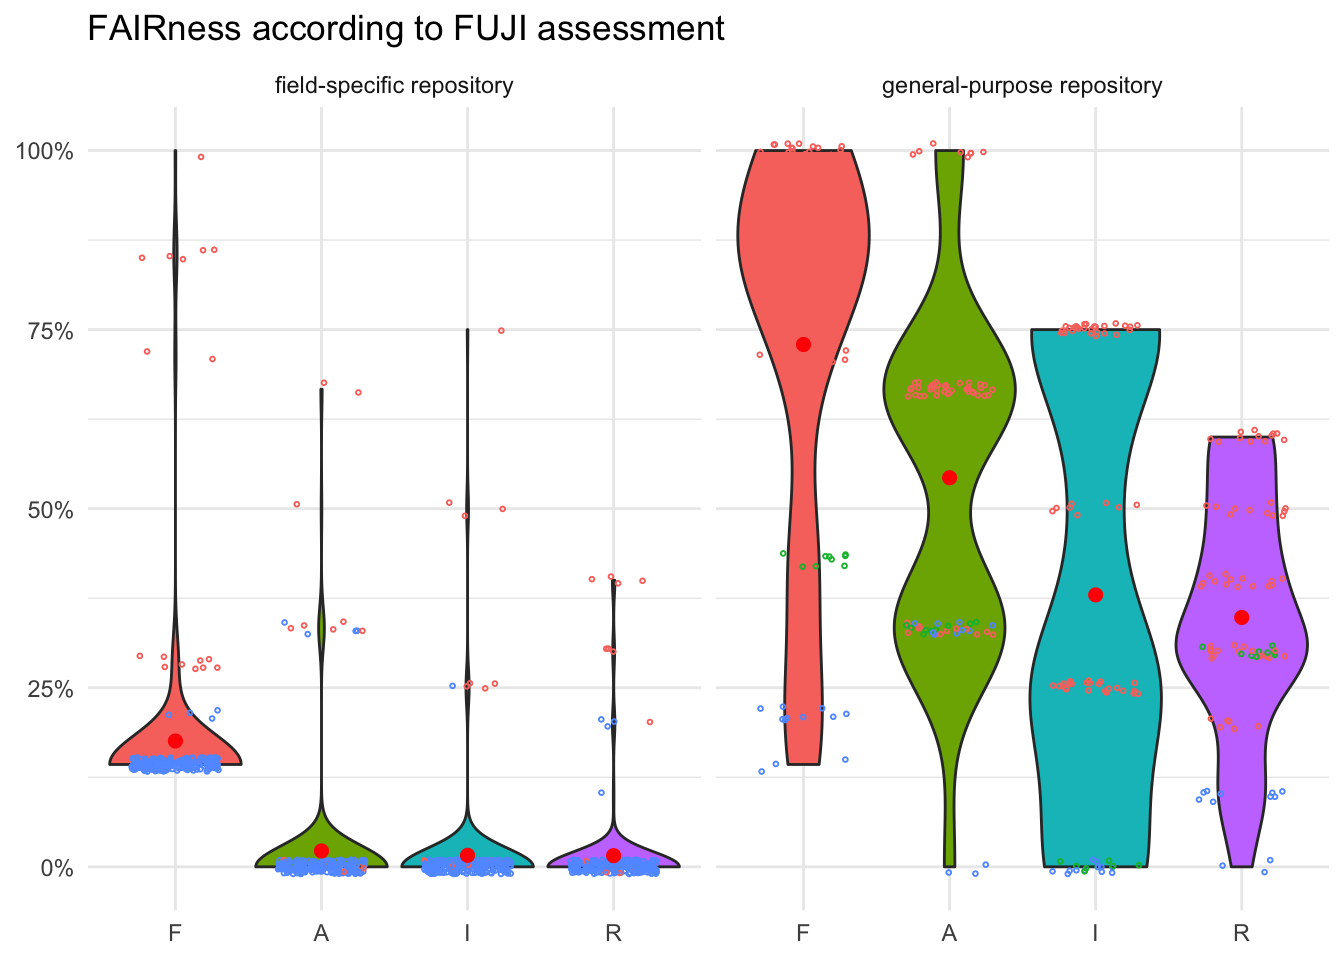 FAIRness according to FUJI assessment
field-specific repository
general-purpose repository
100%
75%
50%
25%
0%
F A I R F A I R